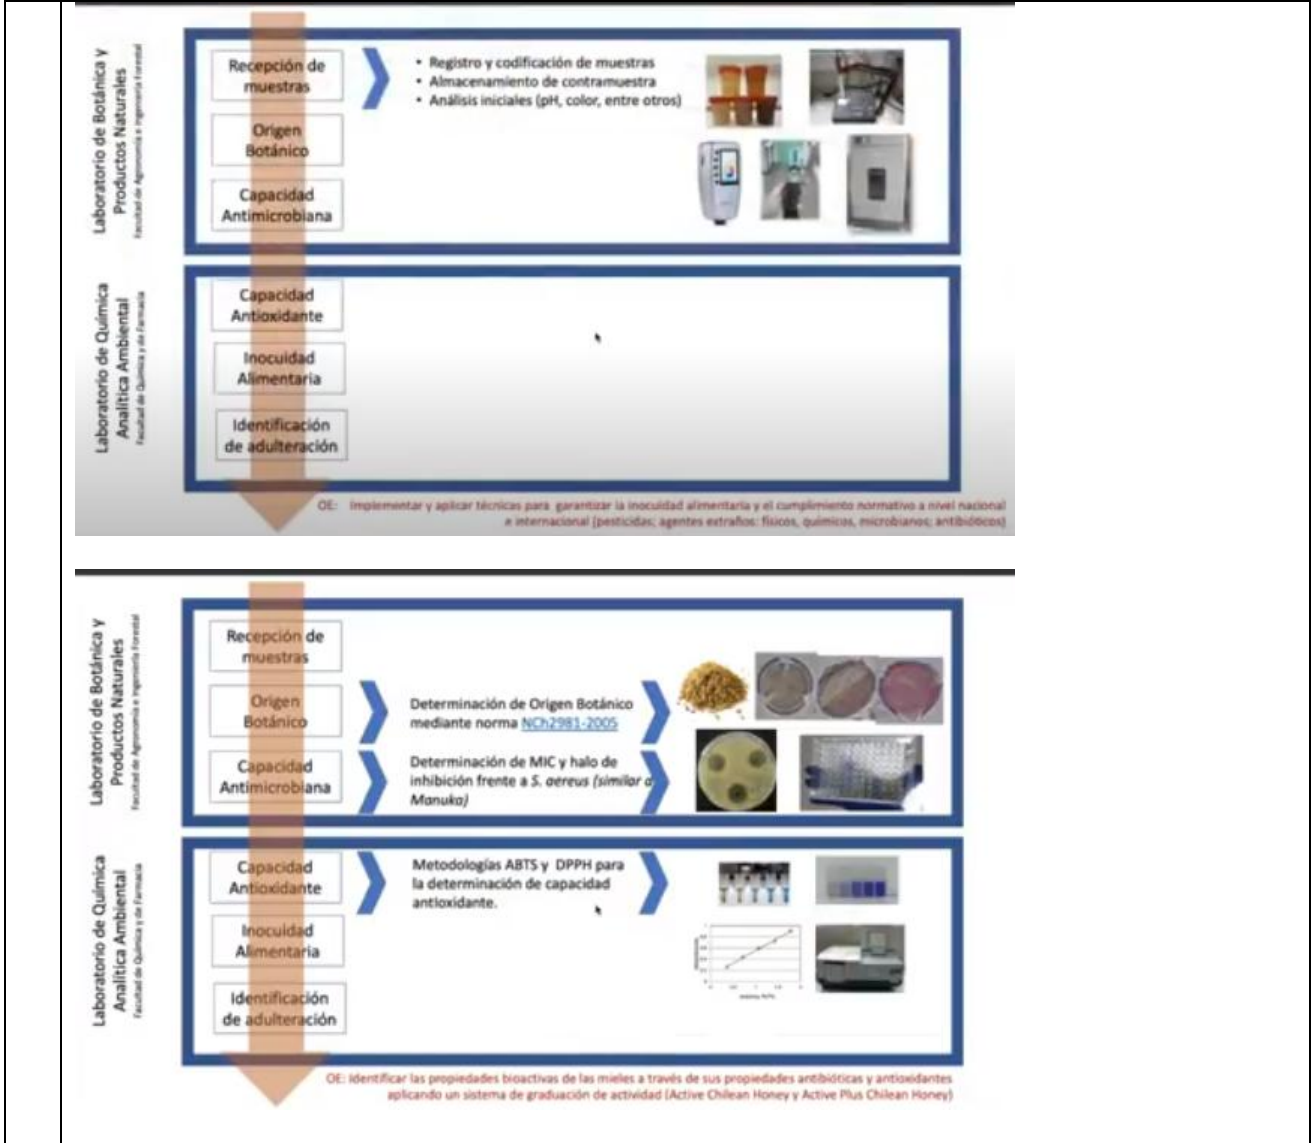 Laboratorio de Botánica y
Productos Naturales
Facultad de Agronomía e Ingeniería Forestal
Recepción de
muestras
• Registro y codificación de muestras
• Almacenamiento de contramuestra
• Análisis iniciales (pH, color, entre otros)
Origen
Botánico
Capacidad
Antimicrobiana
Laboratorio de Química
Analítica Ambiental
Facultad de Química y de Farmacia
Capacidad
Antioxidante
Inocuidad
Alimentaria
Identificación
de adulteración
OE: Implementar y aplicar técnicas para garantizar la inocuidad alimentaria y el cumplimiento normativo a nivel nacional
e internacional (pesticidas; agentes extraños: físicos, químicos, microbianos; antibióticos)
Laboratorio de Botánica y
Productos Naturales
Facultad de Agronomía e Ingeniería Forestal
Recepción de
muestras
Origen
Botánico
Determinación de Origen Botánico
mediante norma NCh2981-2005
Capacidad
Antimicrobiana
Determinación de MIC y halo de
inhibición frente a S. aereus (similar a
Manuka)
Laboratorio de Química
Analítica Ambiental
Facultad de Química y de Farmacia
Capacidad
Antioxidante
Metodologías ABTS y DPPH para
la determinación de capacidad
antioxidante.
Inocuidad
Alimentaria
Identificación
de adulteración
OE: Identificar las propiedades bioactivas de las mieles a través de sus propiedades antibióticas y antioxidantes
aplicando un sistema de graduación de actividad (Active Chilean Honey y Active Plus Chilean Honey)